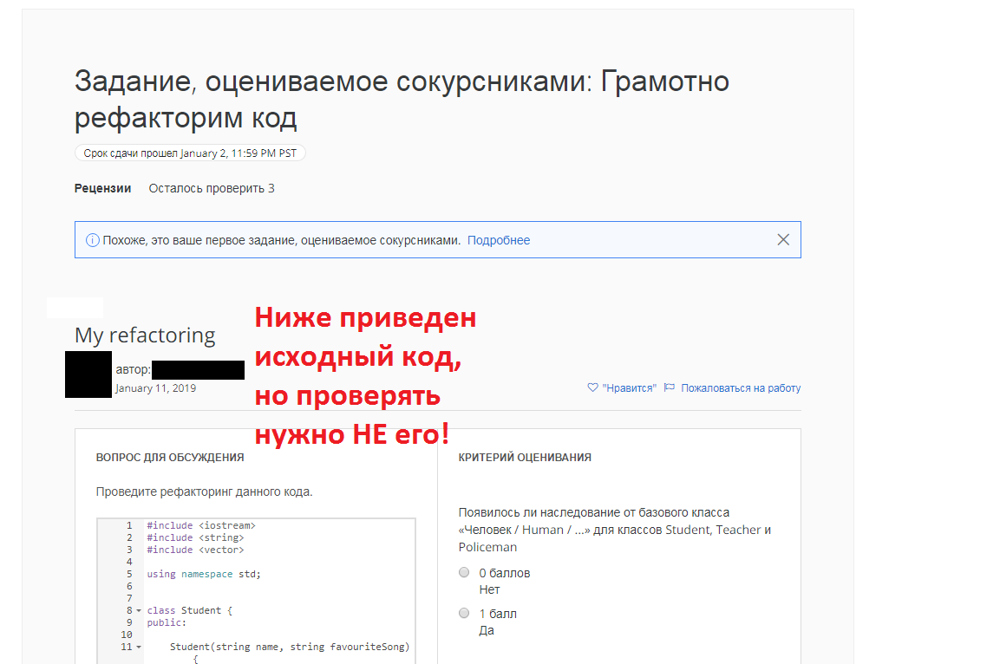 Задание, оцениваемое сокурсниками: Грамотно
рефакторим код
Срок сдачи прошел January 2, 11:59 PM PST
Рецензии Осталось проверить 3
Похоже, это ваше первое задание, оцениваемое сокурсниками. Подробнее
My refactoring
автор:
January 11, 2019
Ниже приведен
исходный код,
но проверять
нужно НЕ его!
"Нравится" Пожаловаться на работу
ВОПРОС ДЛЯ ОБСУЖДЕНИЯ
Проведите рефакторинг данного кода.
1 #include <iostream>
2 #include <string>
3 #include <vector>
4
5 using namespace std;
6
7
8 class Student {
9 public:
10
11 Student(string name, string favouriteSong)
{
КРИТЕРИЙ ОЦЕНИВАНИЯ
Появилось ли наследование от базового класса
«Человек / Human / ...» для классов Student, Teacher и
Policeman
0 баллов
Нет
1 балл
Да